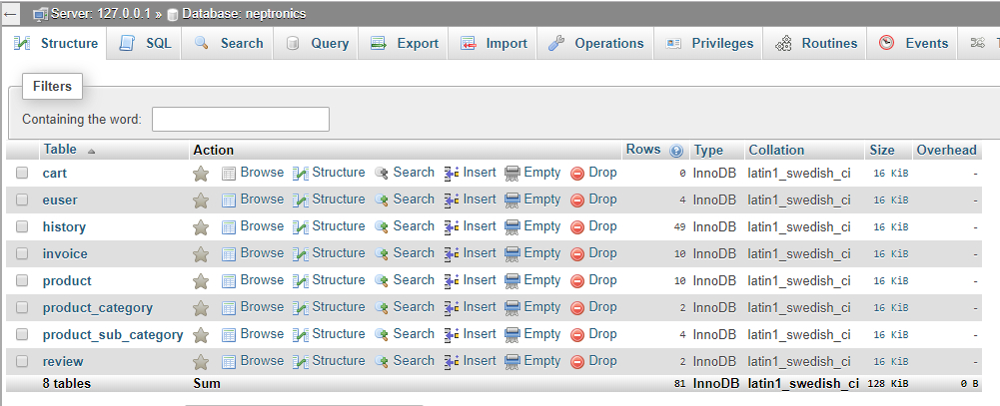 Server: 127.0.0.1 » Database: neptronics
Structure SQL Search Query Export Import Operations Privileges Routines Events
Filters
Containing the word:
Table Action Rows Type Collation Size Overhead
cart Browse Structure Search Insert Empty Drop 0 InnoDB latin1_swedish_ci 16 KiB -
euser Browse Structure Search Insert Empty Drop 4 InnoDB latin1_swedish_ci 16 KiB -
history Browse Structure Search Insert Empty Drop 49 InnoDB latin1_swedish_ci 16 KiB -
invoice Browse Structure Search Insert Empty Drop 10 InnoDB latin1_swedish_ci 16 KiB -
product Browse Structure Search Insert Empty Drop 10 InnoDB latin1_swedish_ci 16 KiB -
product_category Browse Structure Search Insert Empty Drop 2 InnoDB latin1_swedish_ci 16 KiB -
product_sub_category Browse Structure Search Insert Empty Drop 4 InnoDB latin1_swedish_ci 16 KiB -
review Browse Structure Search Insert Empty Drop 2 InnoDB latin1_swedish_ci 16 KiB -
8 tables Sum 81 InnoDB latin1_swedish_ci 128 KiB 0 B